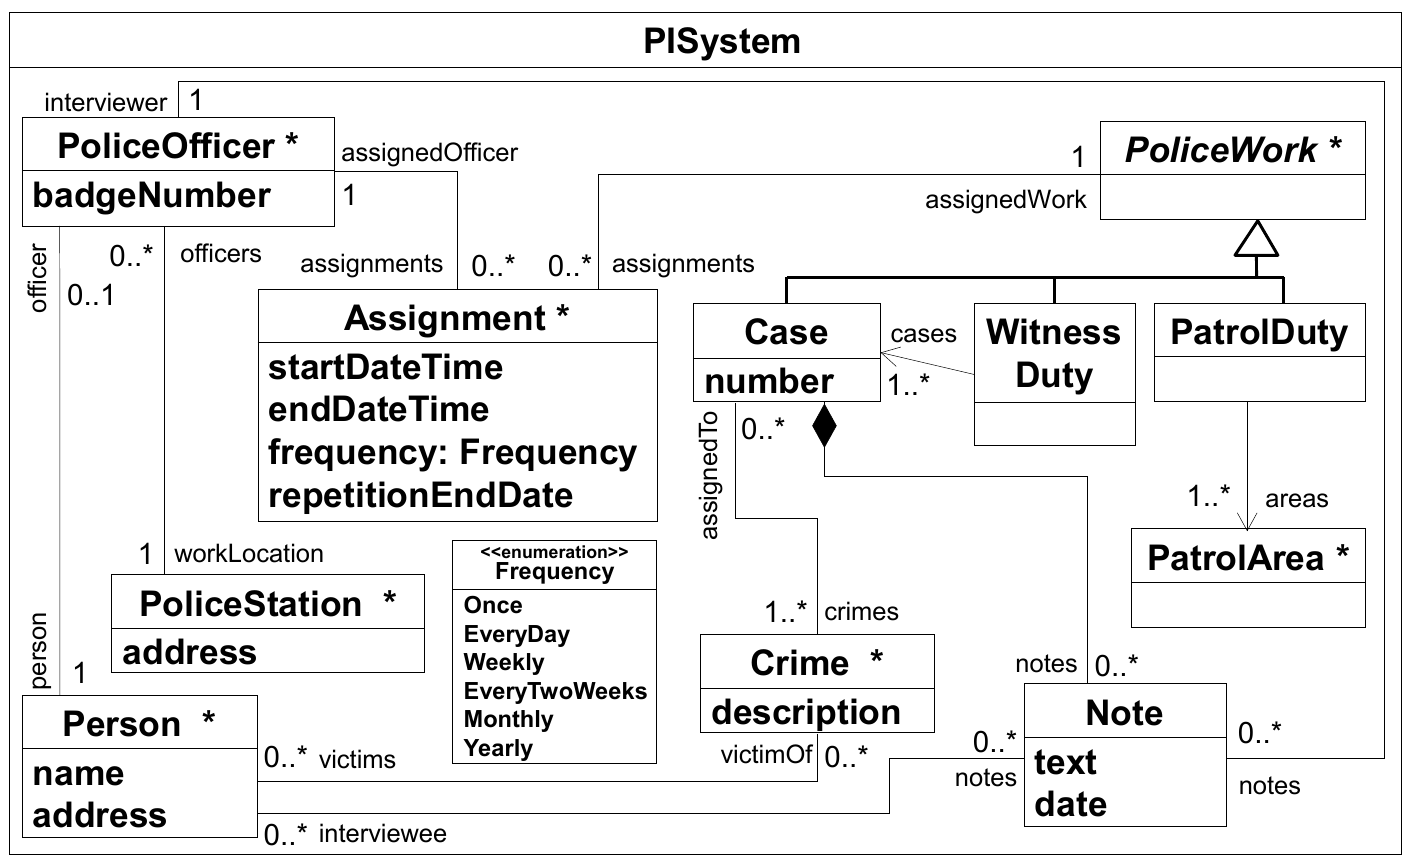 PISystem
interviewer 1
PoliceOfficer *
badgeNumber
assignedOfficer
1
1
assignedWork
PoliceWork *
officer
0..1
0..* officers
assignments 0..*
0..* assignments
Assignment *
startDateTime
endDateTime
frequency: Frequency
repetitionEndDate
Case
number
cases
1..*
Witness
Duty
PatrolDuty
assignedTo
0..*
1..* areas
PatrolArea *
1 workLocation
PoliceStation *
address
<<enumeration>>
Frequency
Once
EveryDay
Weekly
EveryTwoWeeks
Monthly
Yearly
1..* crimes
Crime *
description
victimOf 0..*
notes 0..*
Note
text
date
0..*
notes
0..*
notes
person
1
Person *
name
address
0..* victims
0..* interviewee